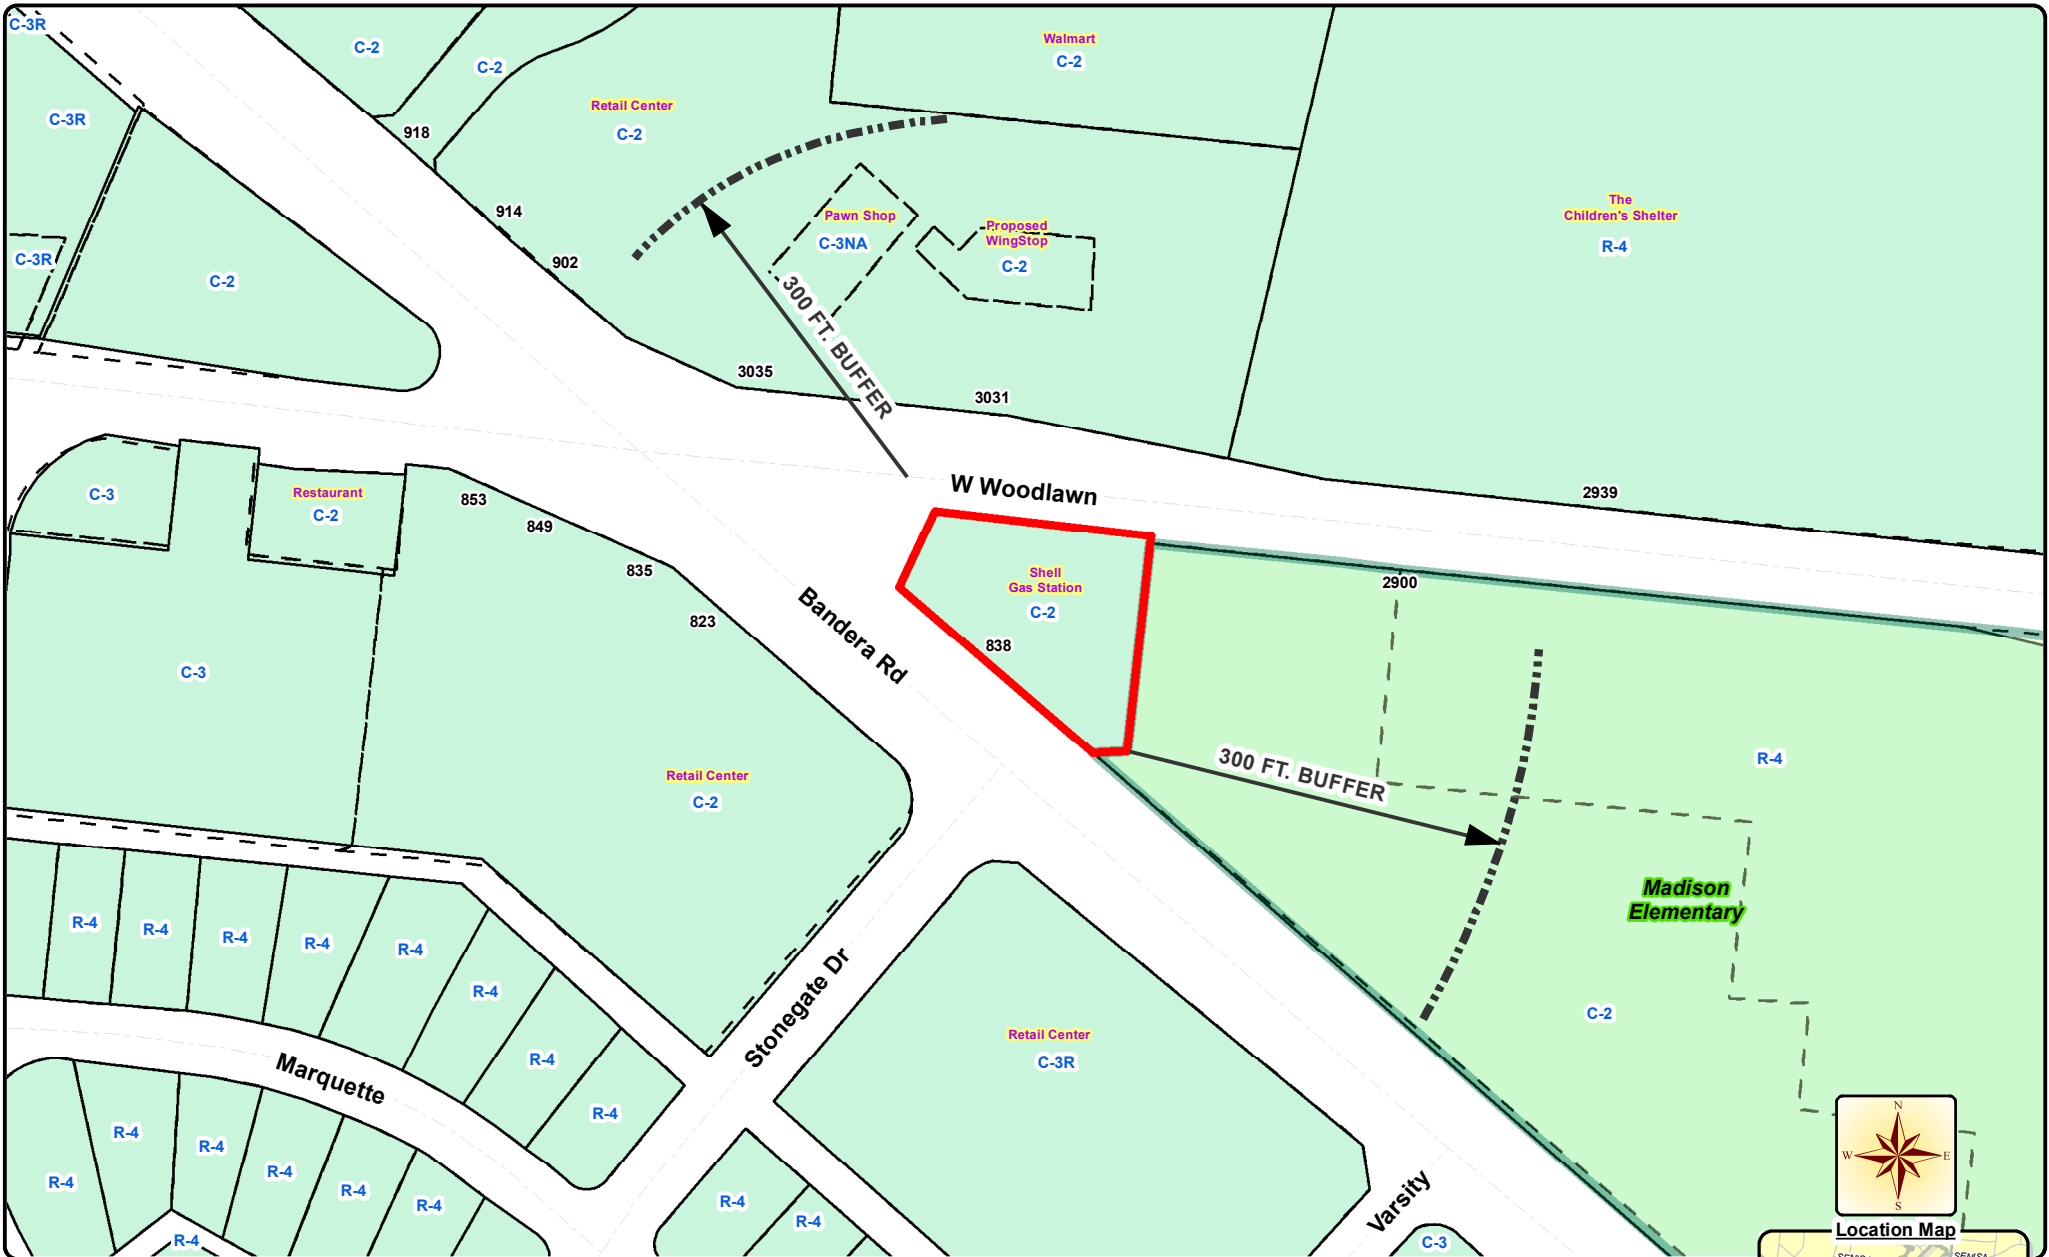 C-3R
C-2
C-2
Walmart
C-2
Retail Center
C-2
C-3R
918
914
902
C-3R
C-2
Pawn Shop
C-3NA
Proposed
WingStop
C-2
The
Children's Shelter
R-4
300 FT. BUFFER
3035
3031
2939
W Woodlawn
C-3
Restaurant
C-2
853
849
835
823
Shell
Gas Station
C-2
838
2900
Bandera Rd
C-3
Retail Center
C-2
300 FT. BUFFER
R-4
Madison
Elementary
C-2
R-4
R-4
R-4
R-4
R-4
R-4
R-4
R-4
Stonegate Dr
Marquette
Retail Center
C-3R
R-4
R-4
R-4
R-4
R-4
R-4
R-4
R-4
R-4
Varsity
C-3
N
W
E
S
Location Map